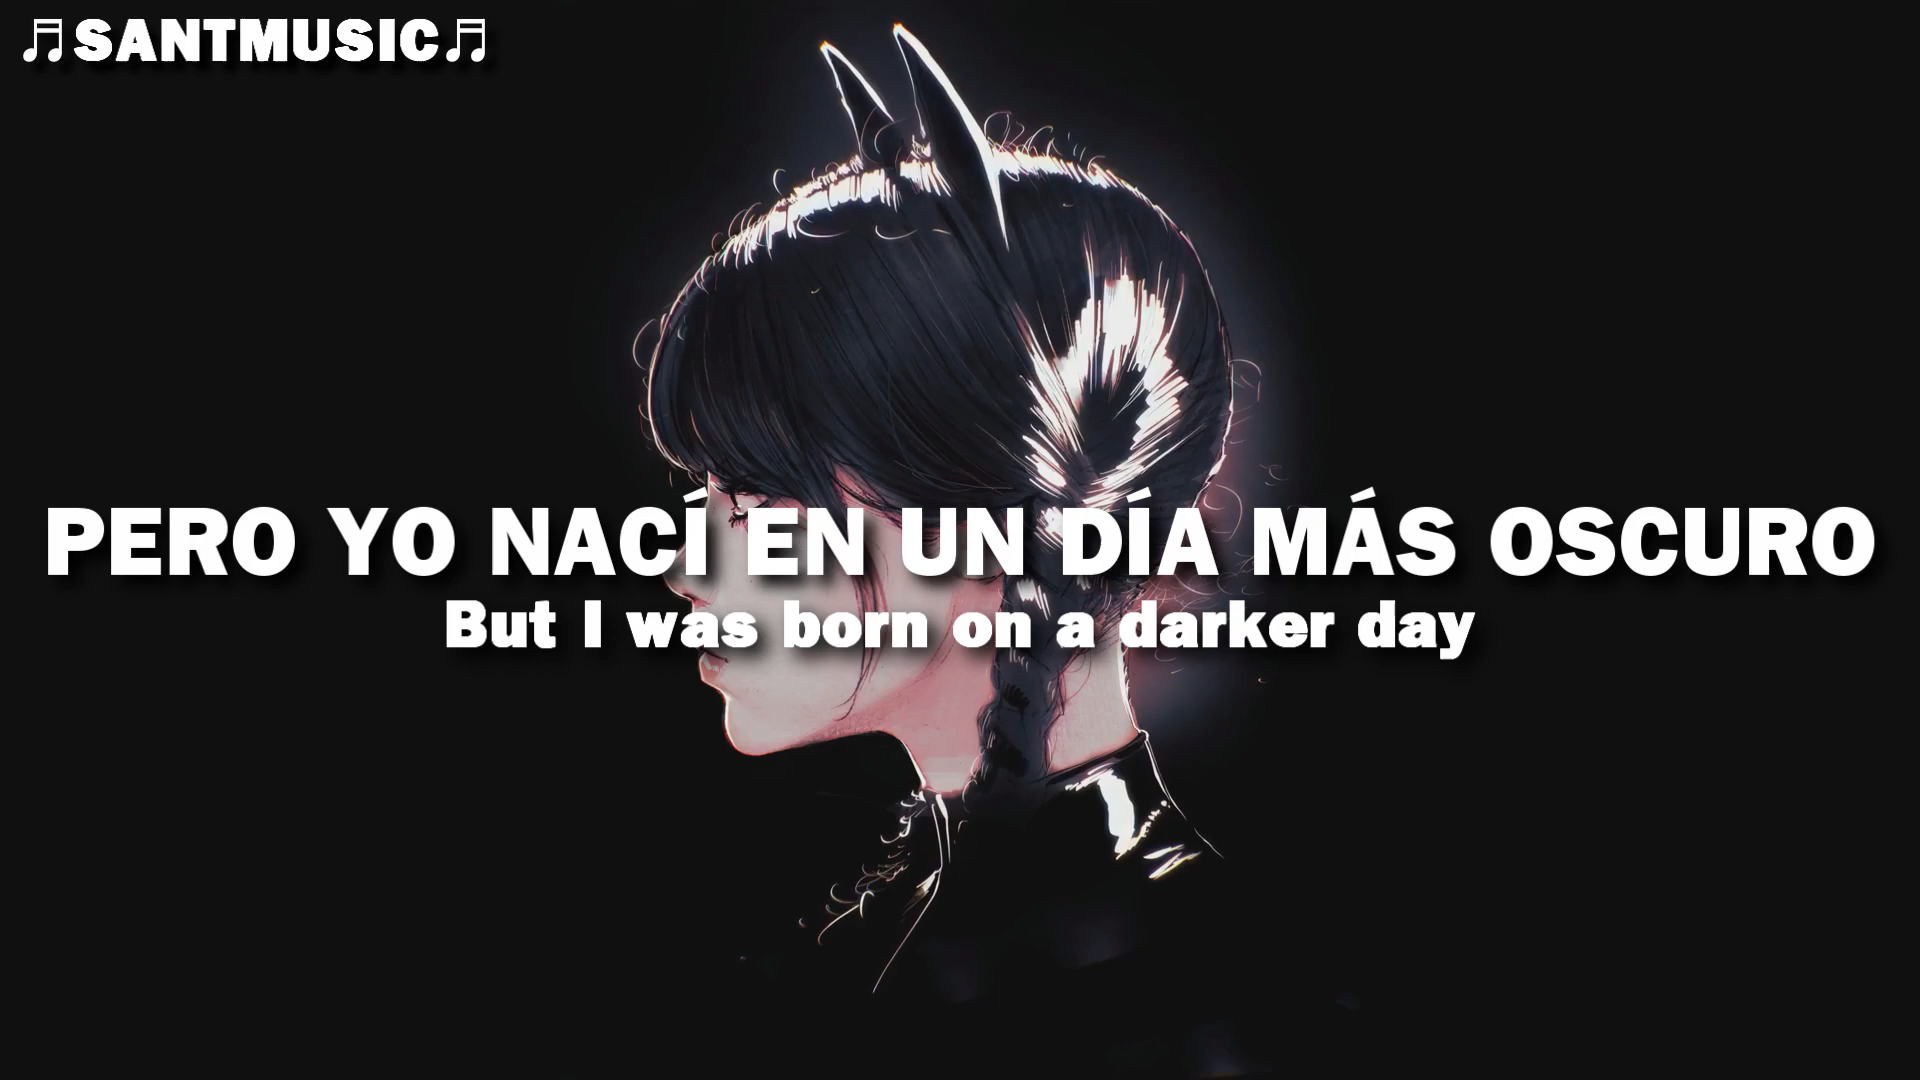 ♫SANTMUSIC♫
PERO YO NACÍ EN UN DÍA MÁS OSCURO
But I was born on a darker day